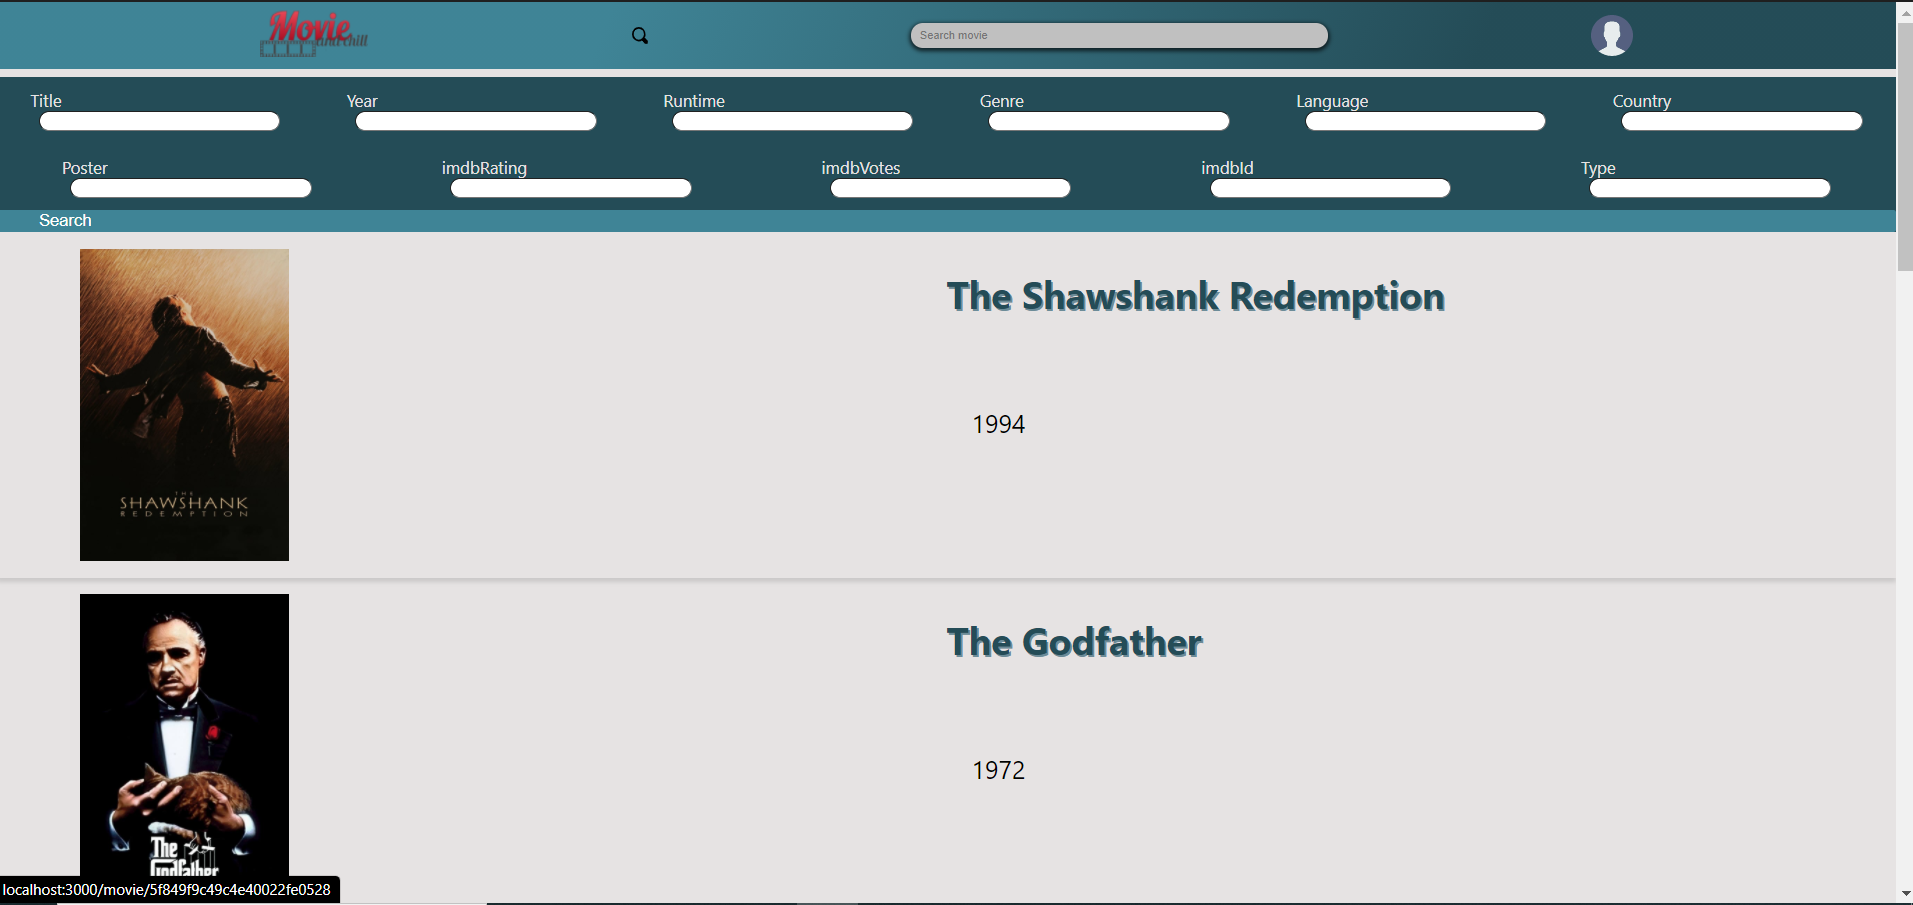 Movie
and chill
Search movie
Title Year Runtime Genre Language Country
Poster imdbRating imdbVotes imdbId Type
Search
The Shawshank Redemption
1994
THE
SHAWSHANK
REDEMPTION
The Godfather
1972
The
Godfather
localhost:3000/movie/5f849f9c49c4e40022fe0528